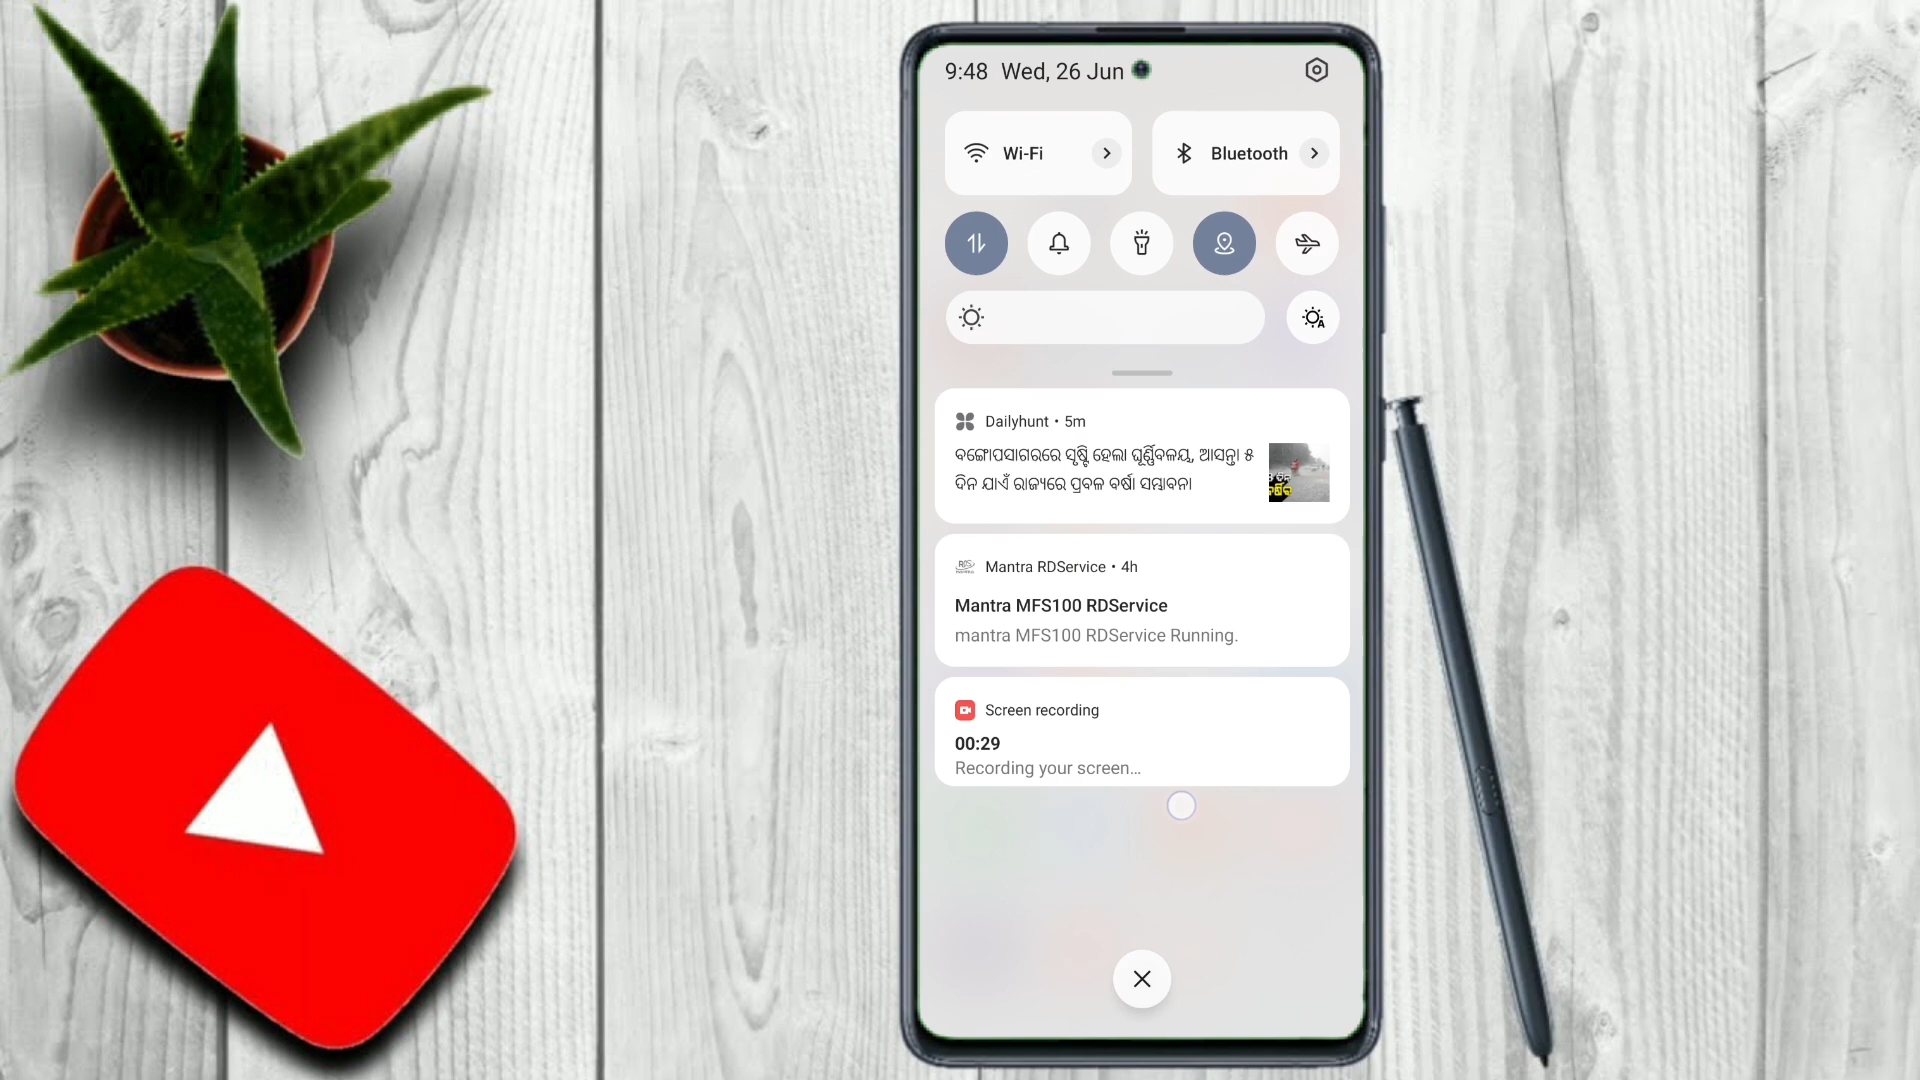 9:48 Wed, 26 Jun
Wi-Fi
Bluetooth
Dailyhunt • 5m
ବଙ୍ଗୋପସାଗରରେ ସୃଷ୍ଟି ହେଲା ଘୂର୍ଣ୍ଣିବଳୟ, ଆସନ୍ତା ୫
ଦିନ ଯାଏଁ ରାଜ୍ୟରେ ପ୍ରବଳ ବର୍ଷା ସମ୍ଭାବନା
Mantra RDService • 4h
Mantra MFS100 RDService
mantra MFS100 RDService Running.
Screen recording
00:29
Recording your screen...